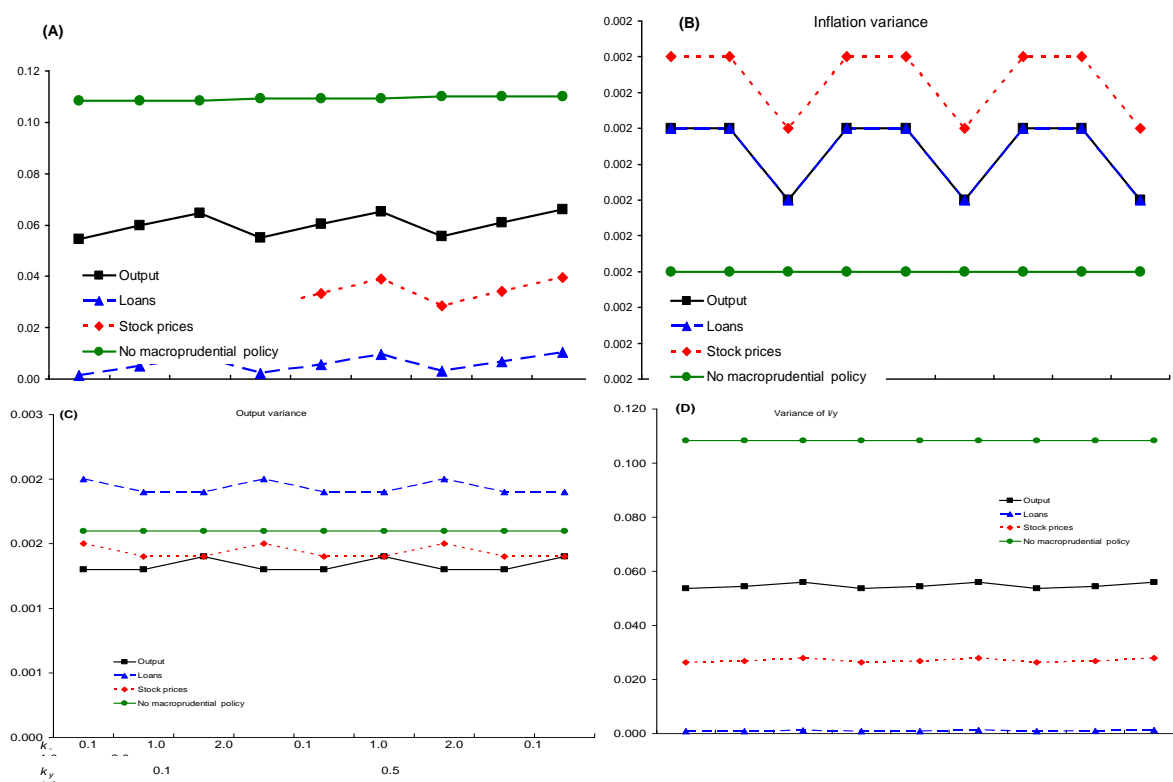 (A)
0.12
0.10
0.08
0.06
0.04
0.02
0.00
Output
Loans
Stock prices
No macroprudential policy
(B)
Inflation variance
0.002
0.002
0.002
0.002
0.002
0.002
0.002
0.002
0.002
0.002
0.002
Output
Loans
Stock prices
No macroprudential policy
(C)
Output variance
0.003
0.002
0.002
0.001
0.001
0.000
Output
Loans
Stock prices
No macroprudential policy
0.1 1.0 2.0 0.1 1.0 2.0 0.1
k y 0.1 0.5
(D)
Variance of l/y
0.120
0.100
0.080
0.060
0.040
0.020
0.000
Output
Loans
Stock prices
No macroprudential policy